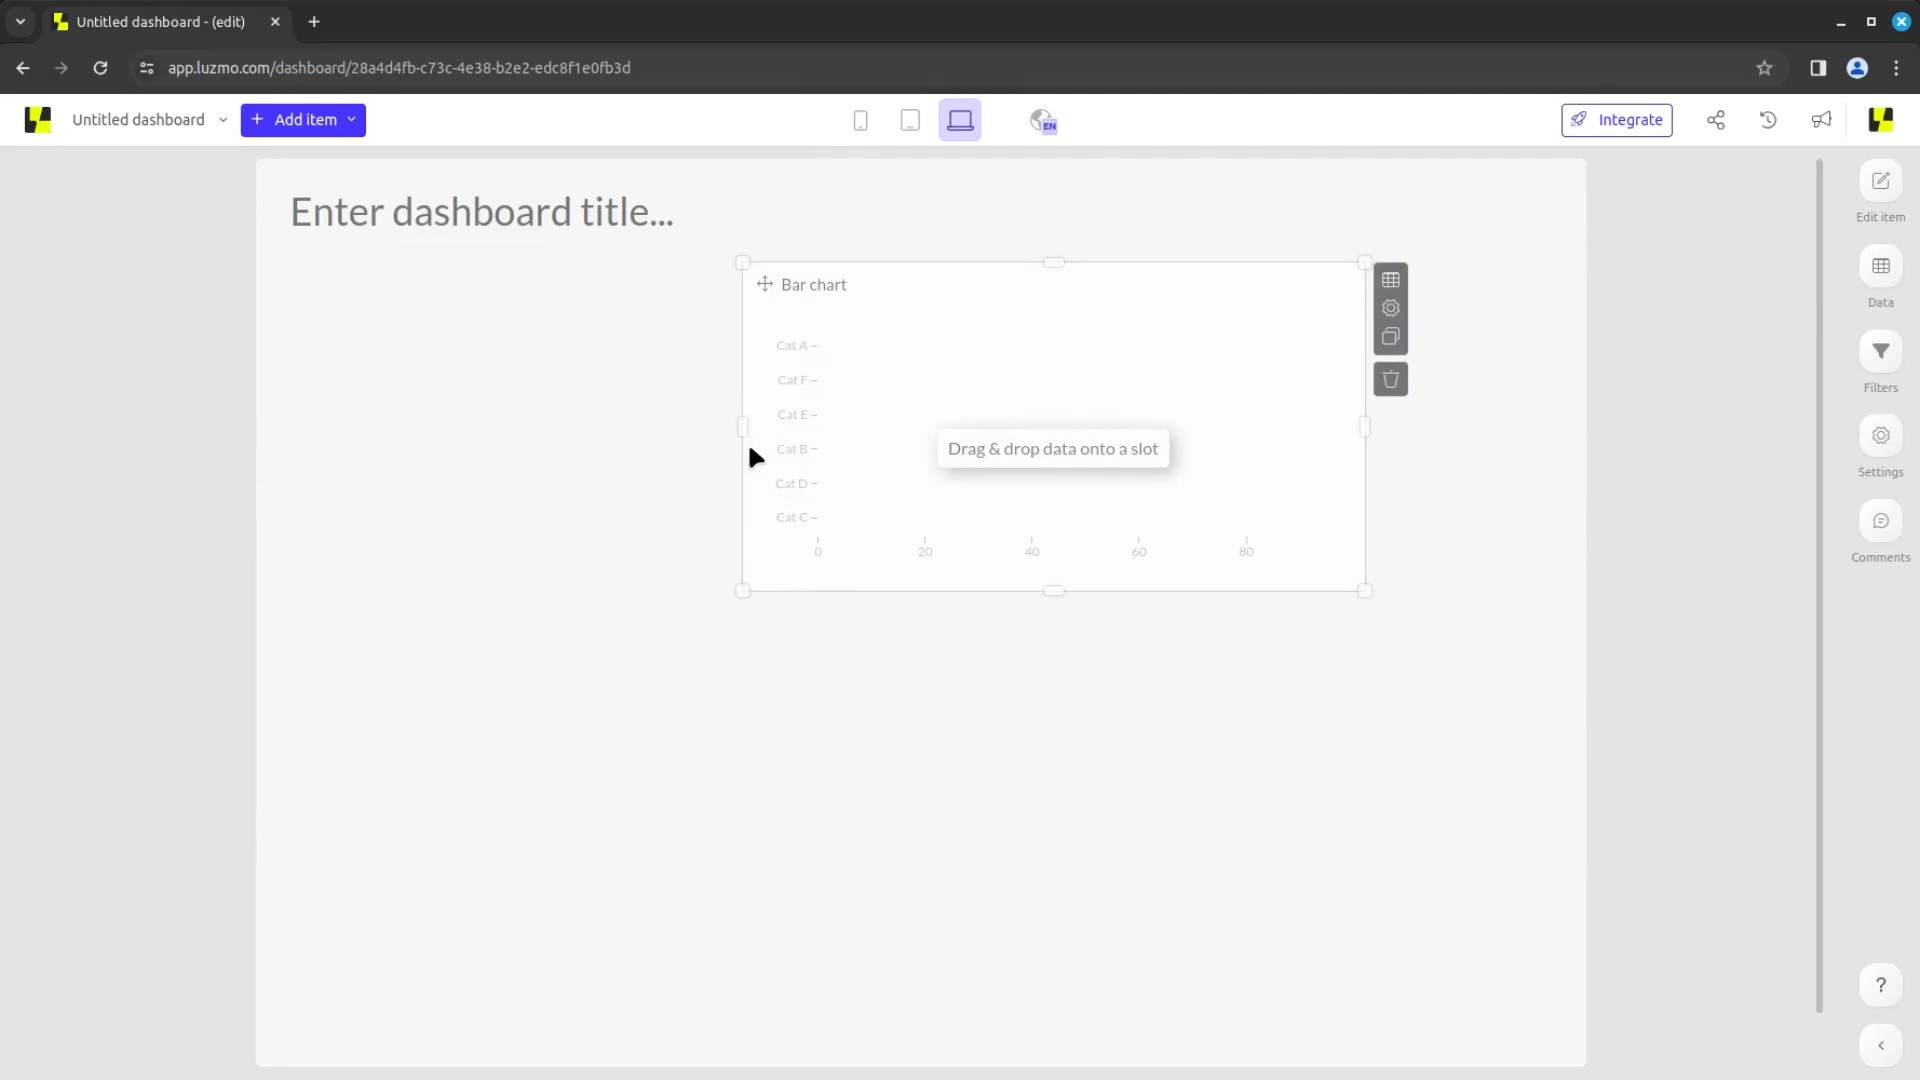 Untitled dashboard - (edit)
app.luzmo.com/dashboard/28a4d4fb-c73c-4e38-b2e2-edc8f1e0fb3d
Untitled dashboard
Add item
EN
Integrate
Enter dashboard title...
Edit item
Data
Filters
Settings
Comments
Bar chart
Cat A
Cat F
Cat E
Cat B
Cat D
Cat C
Drag & drop data onto a slot
0 20 40 60 80
?